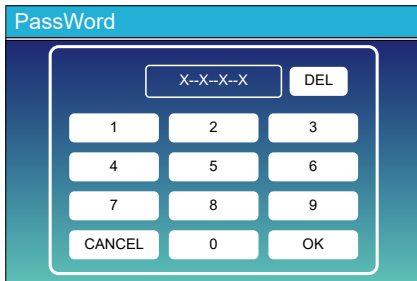 PassWord
X--X--X--X DEL
1 2 3
4 5 6
7 8 9
CANCEL 0 OK